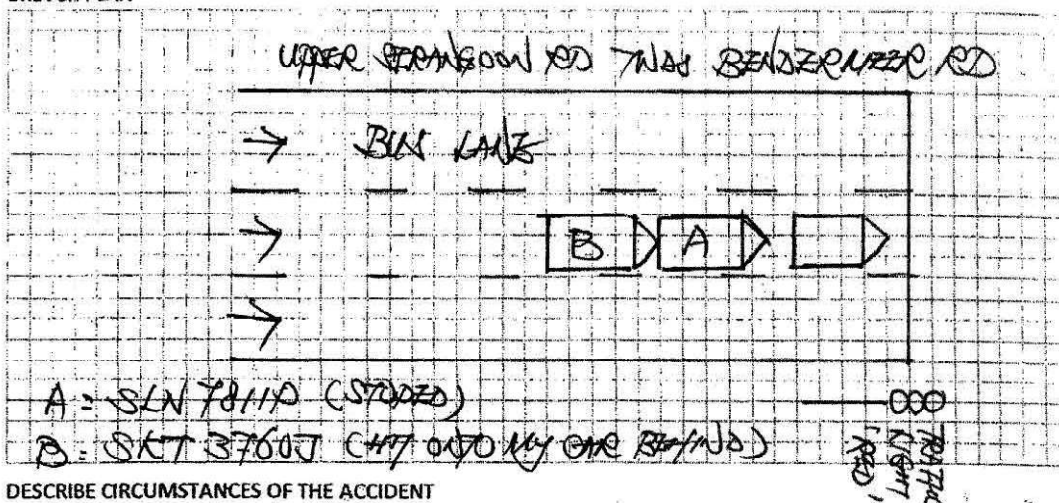 UPPER SERANGOON RD TWDS BENDEMEER RD
BUS LANE
B A
A : SLN 7811P (STOPED)
B : SKT 3760J (HIT ONTO MY CAR BEHIND)
TRAFFIC
LIGHT
(RED)
DESCRIBE CIRCUMSTANCES OF THE ACCIDENT